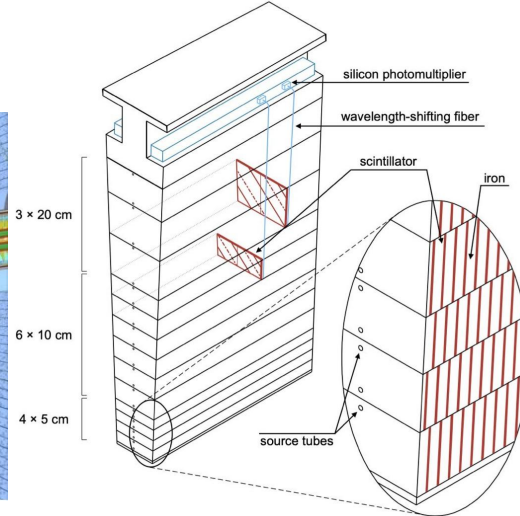 silicon photomultiplier
wavelength-shifting fiber
scintillator
iron
3 × 20 cm
6 × 10 cm
4 × 5 cm
source tubes